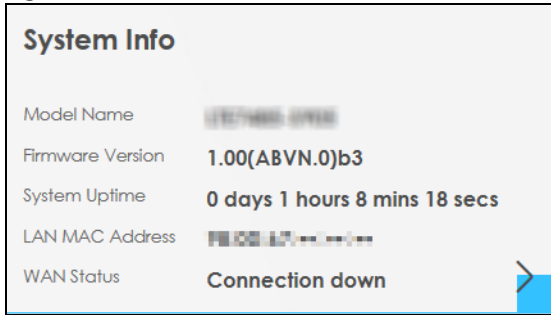 System Info
Model Name
Firmware Version 1.00(ABVN.0)b3
System Uptime 0 days 1 hours 8 mins 18 secs
LAN MAC Address
WAN Status Connection down